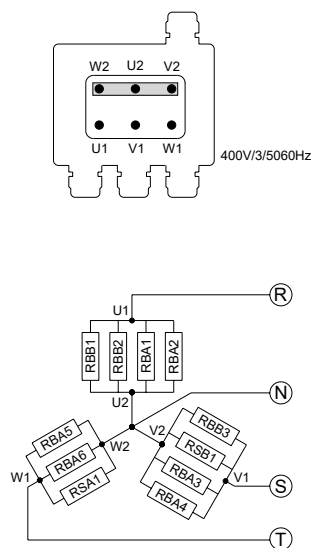 W2 U2 V2
U1 V1 W1
400V/3/5060Hz
R
U1
RBB1 RBB2 RBA1 RBA2
N
U2
RBA5
RBA6
RSA1
W2
W1
V2
RBB3
RSB1
RBA3
RBA4
V1
S
T